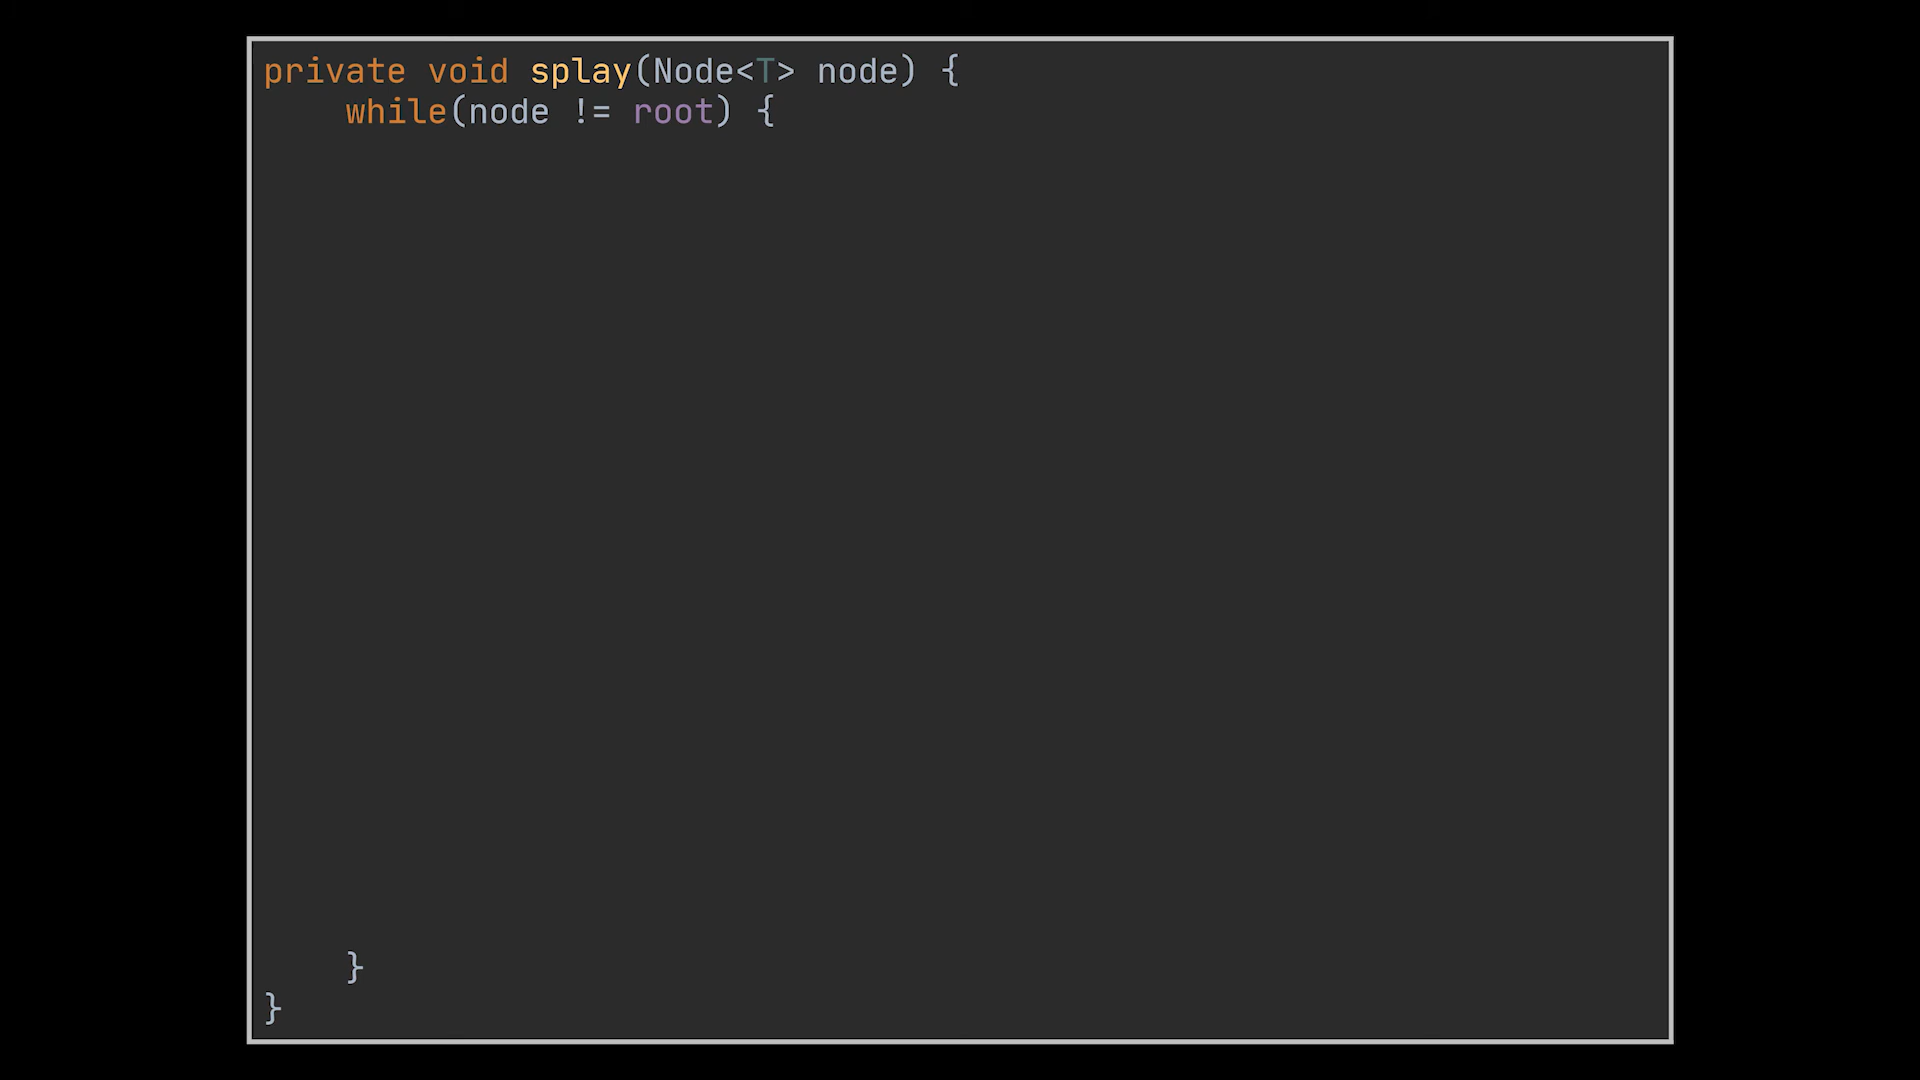 private void splay(Node<T> node) {
    while(node != root) {
    }
}